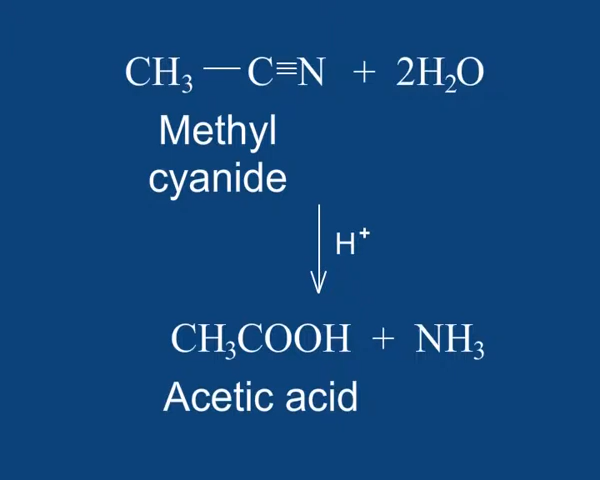 CH₃ — C≡N + 2H₂O
Methyl
cyanide
H⁺
CH₃COOH + NH₃
Acetic acid